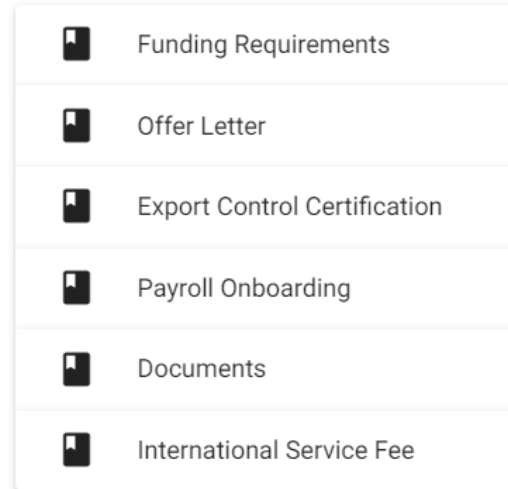 Funding Requirements
Offer Letter
Export Control Certification
Payroll Onboarding
Documents
International Service Fee